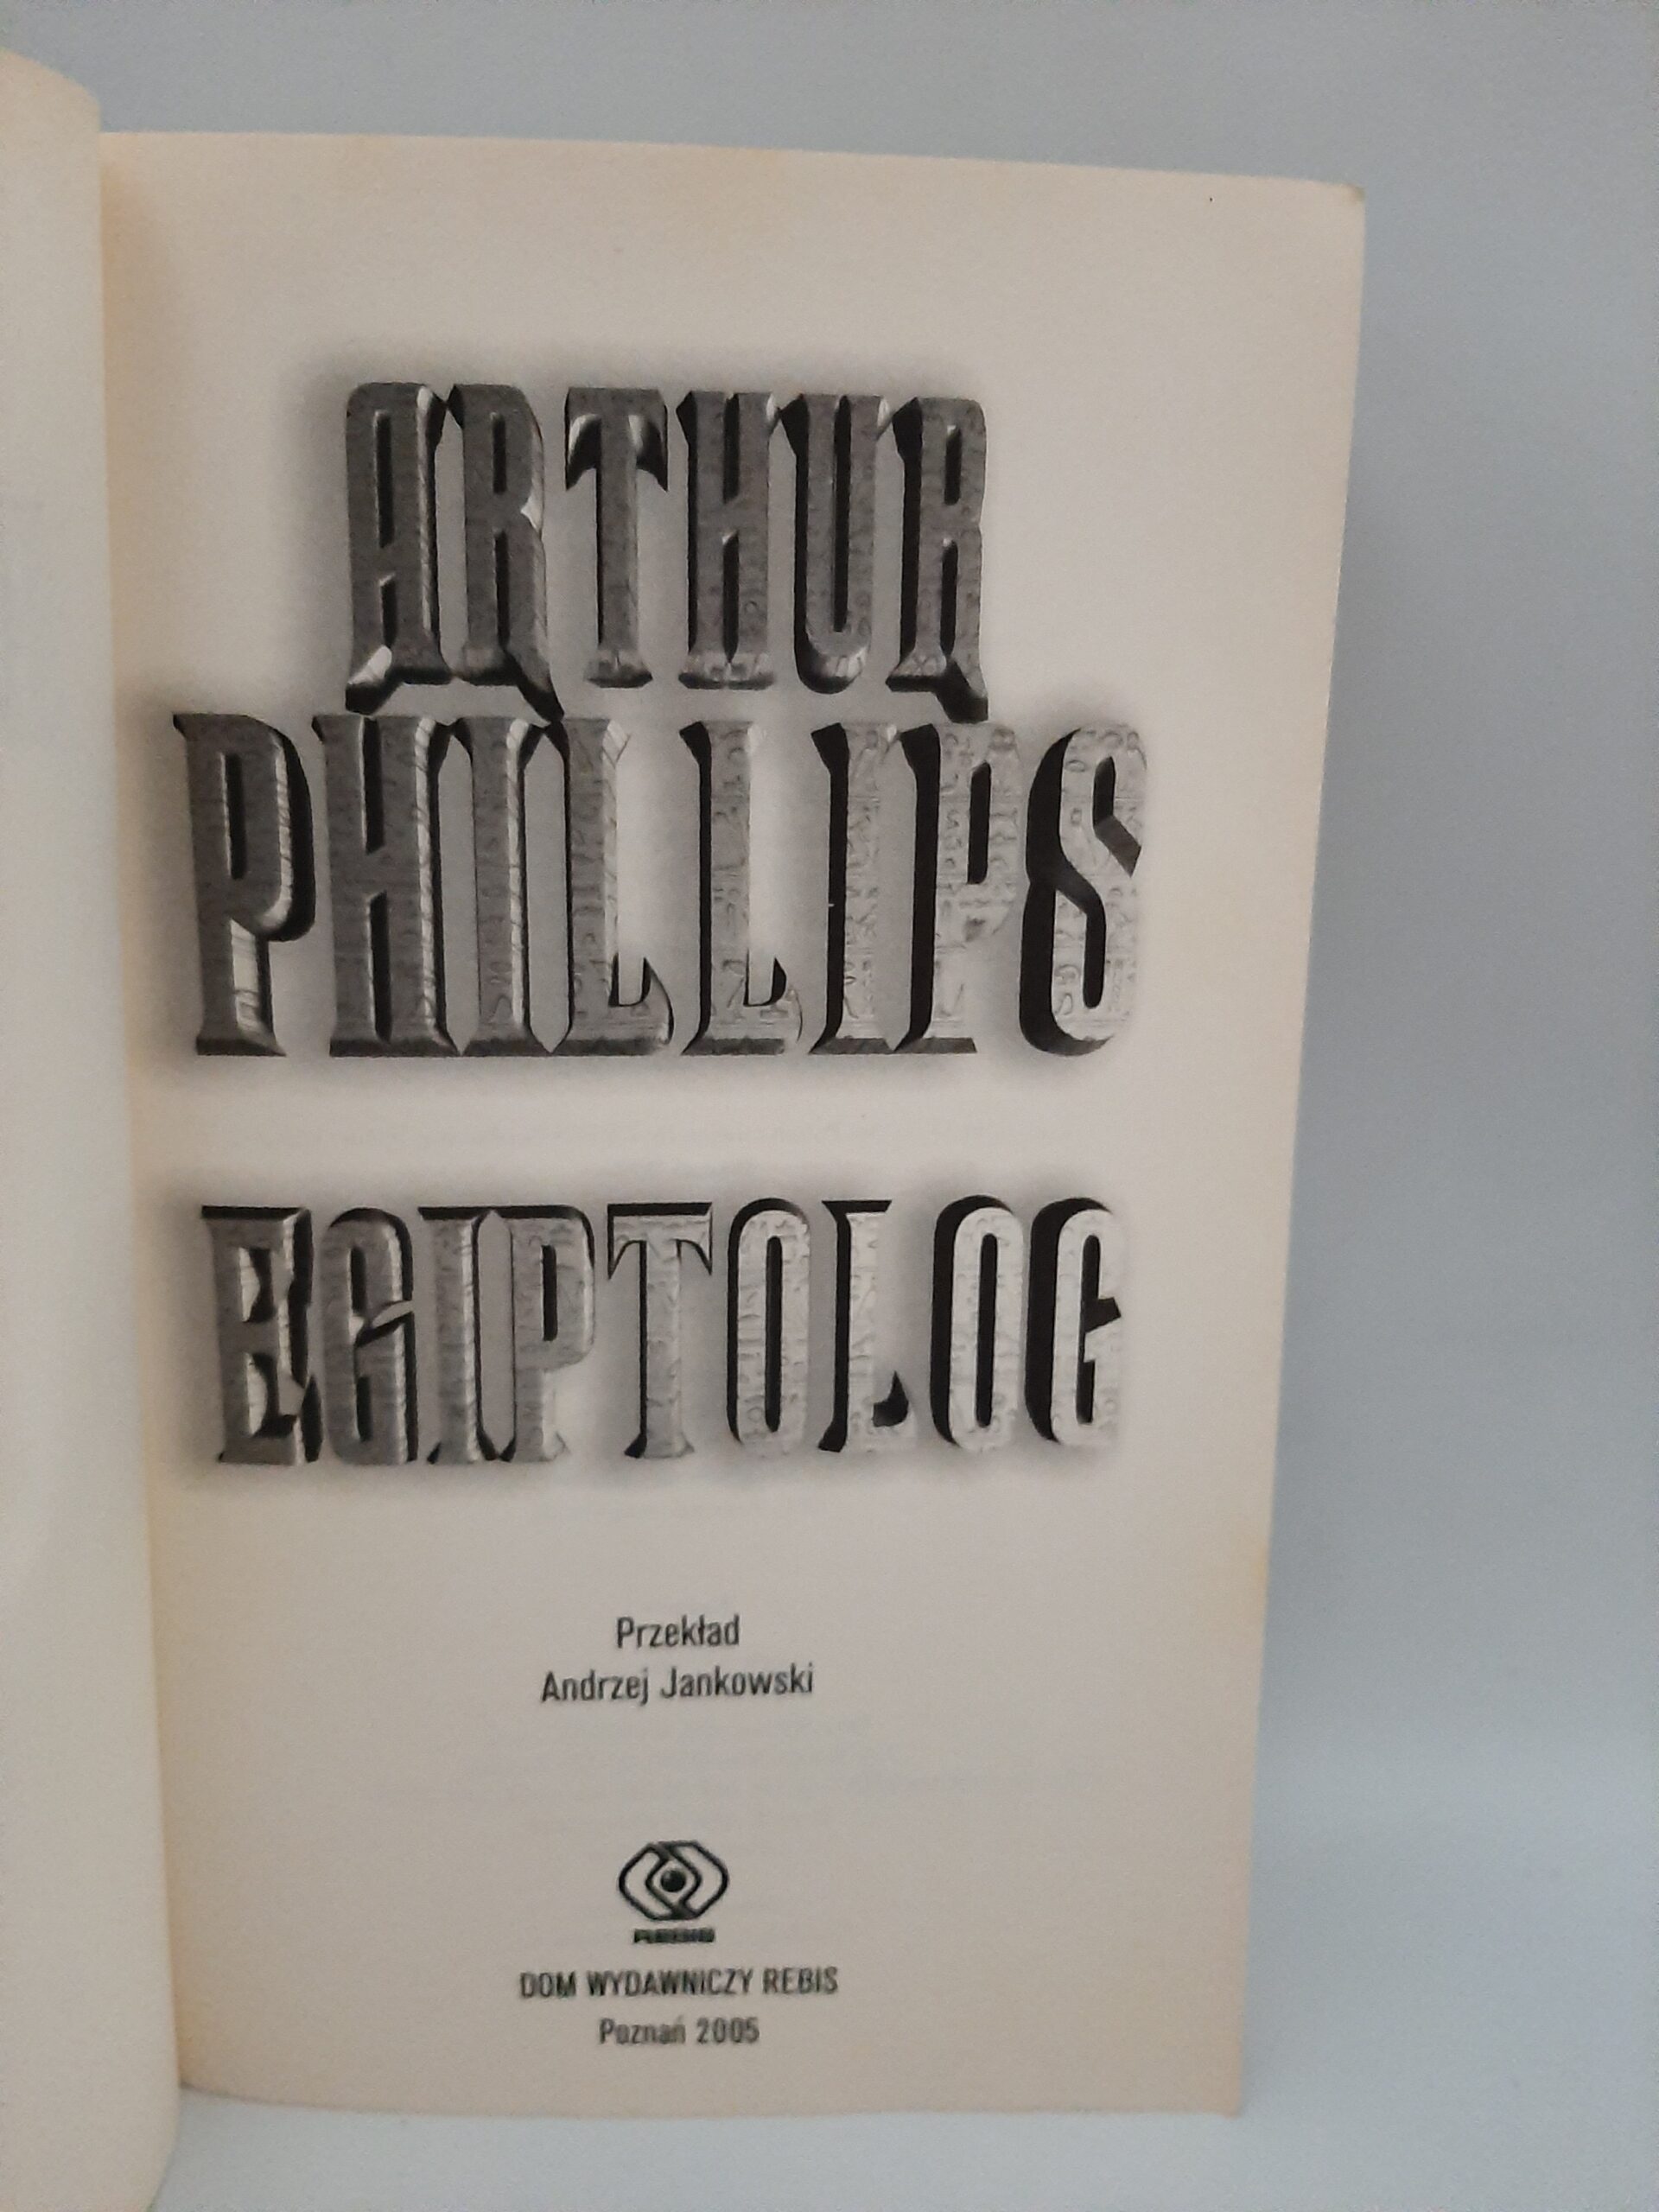 ARTHUR
PHILLIPS
EGIPTOLOG
Przekład
Andrzej Jankowski
REBIS
DOM WYDAWNICZY REBIS
Poznań 2005